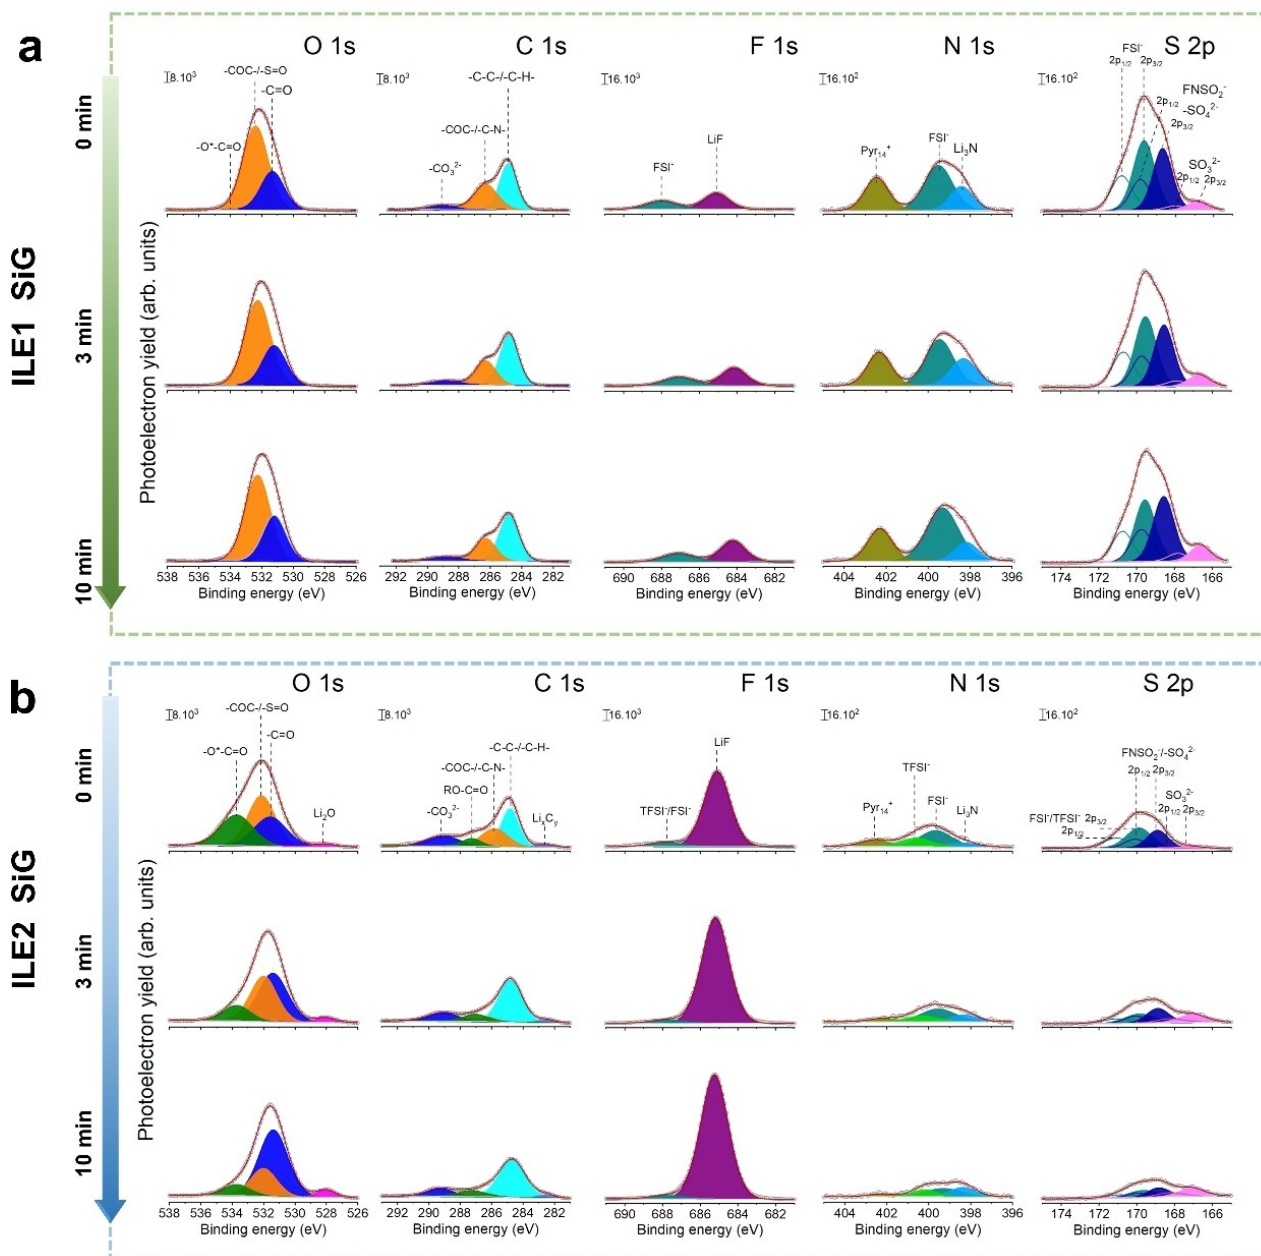 a
O 1s
C 1s
F 1s
N 1s
S 2p
8.10³
-COC-/-S=O
-C=O
-O*-C=O
8.10³
-C-C-/-C-H-
-COC-/-C-N-
-CO₃²⁻
16.10³
FSI⁻
LiF
16.10²
Pyr₁₄⁺
FSI⁻
Li₃N
16.10²
FSI⁻
2p₁/₂ 2p₃/₂
FNSO₂⁻
2p₁/₂ -SO₄²⁻
2p₃/₂
SO₃²⁻
2p₁/₂ 2p₃/₂
ILE1 SiG
0 min
3 min
10 min
Photoelectron yield (arb. units)
538 536 534 532 530 528 526
292 290 288 286 284 282
690 688 686 684 682
404 402 400 398 396
174 172 170 168 166
Binding energy (eV)
Binding energy (eV)
Binding energy (eV)
Binding energy (eV)
Binding energy (eV)
b
O 1s
C 1s
F 1s
N 1s
S 2p
8.10³
-COC-/-S=O
-C=O
-O*-C=O
Li₂O
8.10³
-C-C-/-C-H-
-COC-/-C-N-
RO-C=O
-CO₃²⁻
LiₓCᵧ
16.10³
LiF
TFSI⁻/FSI⁻
16.10²
TFSI⁻
Pyr₁₄⁺
FSI⁻
Li₃N
16.10²
FNSO₂⁻/-SO₄²⁻
2p₁/₂ 2p₃/₂
SO₃²⁻
2p₁/₂ 2p₃/₂
FSI⁻/TFSI⁻ 2p₃/₂
2p₁/₂
ILE2 SiG
0 min
3 min
10 min
Photoelectron yield (arb. units)
538 536 534 532 530 528 526
292 290 288 286 284 282
690 688 686 684 682
404 402 400 398 396
174 172 170 168 166
Binding energy (eV)
Binding energy (eV)
Binding energy (eV)
Binding energy (eV)
Binding energy (eV)